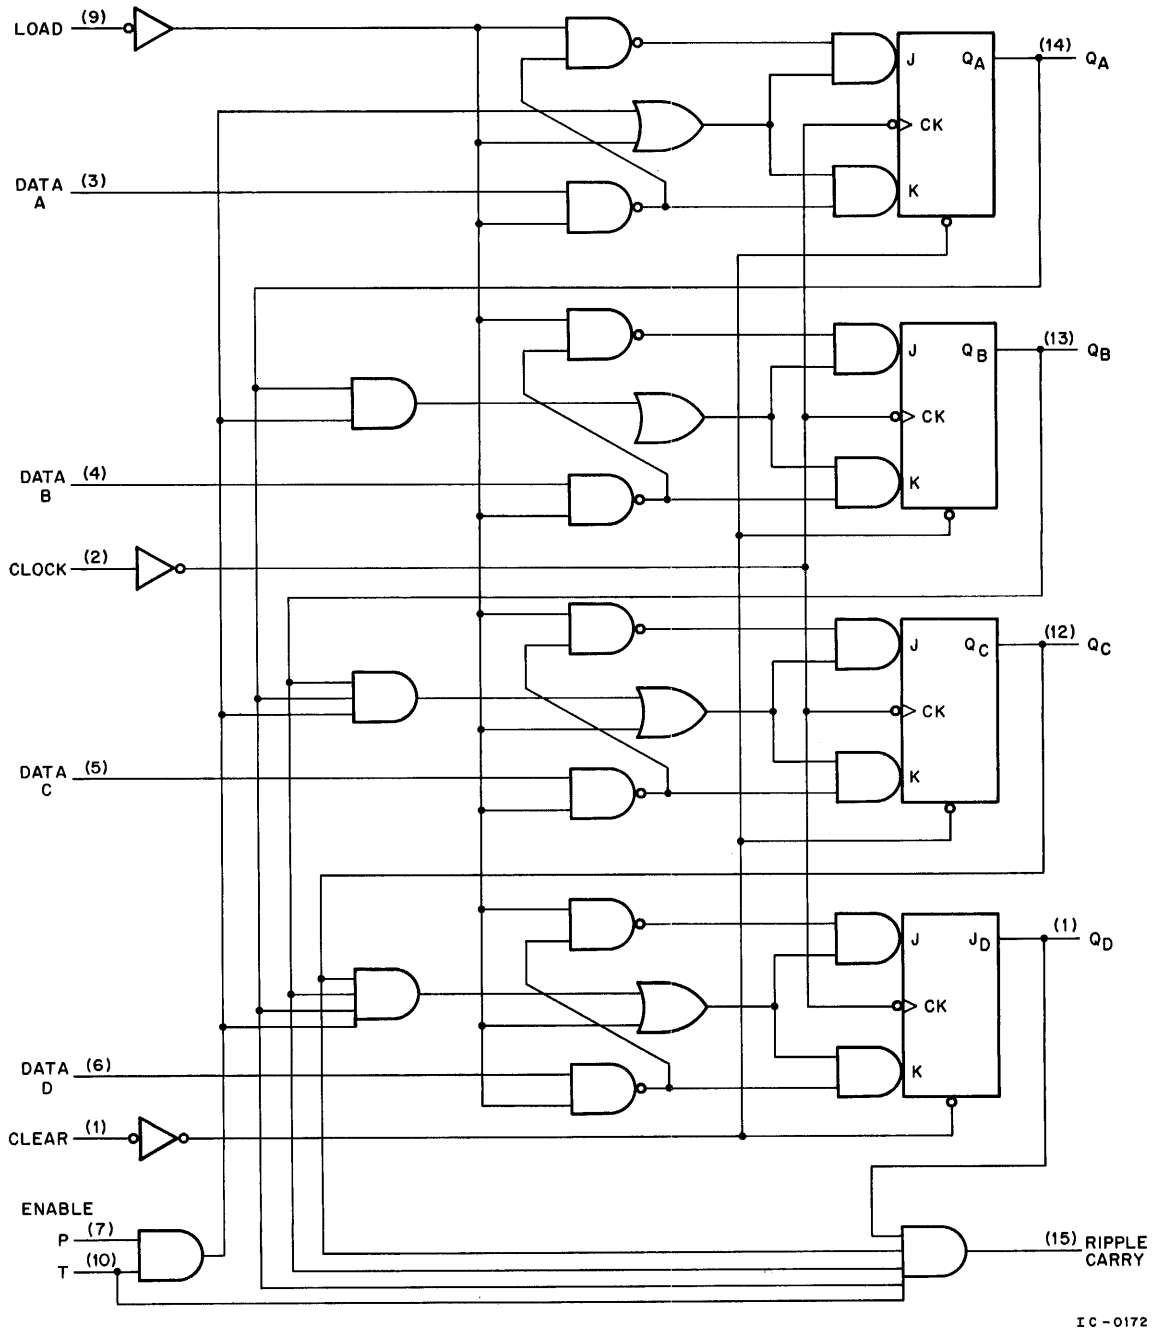 LOAD (9)
J QA (14) QA
CK
DATA A (3)
K
J QB (13) QB
CK
DATA B (4)
K
CLOCK (2)
J QC (12) QC
CK
DATA C (5)
K
J JD (1) QD
CK
DATA D (6)
K
CLEAR (1)
ENABLE
P (7)
T (10)
(15) RIPPLE CARRY
IC-0172